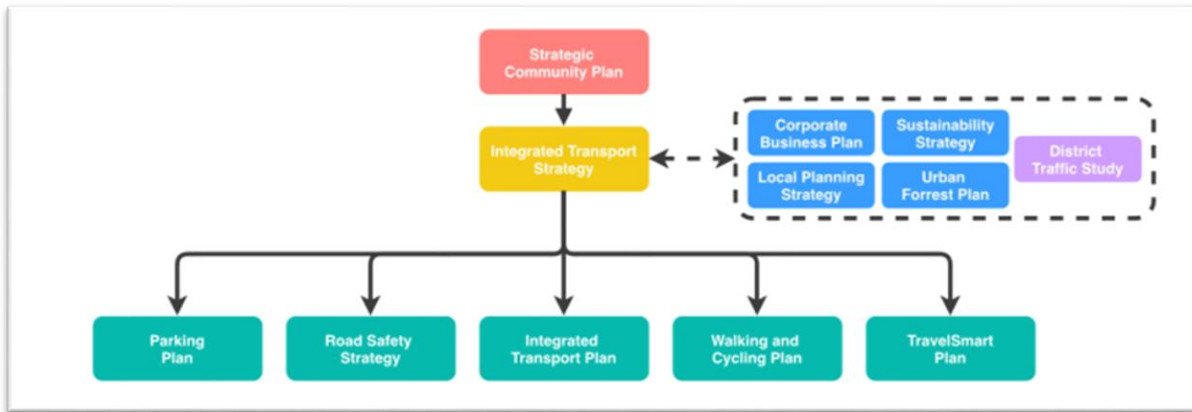 Strategic
Community Plan
Integrated Transport
Strategy
Corporate
Business Plan
Sustainability
Strategy
District
Traffic Study
Local Planning
Strategy
Urban
Forrest Plan
Parking
Plan
Road Safety
Strategy
Integrated
Transport Plan
Walking and
Cycling Plan
TravelSmart
Plan